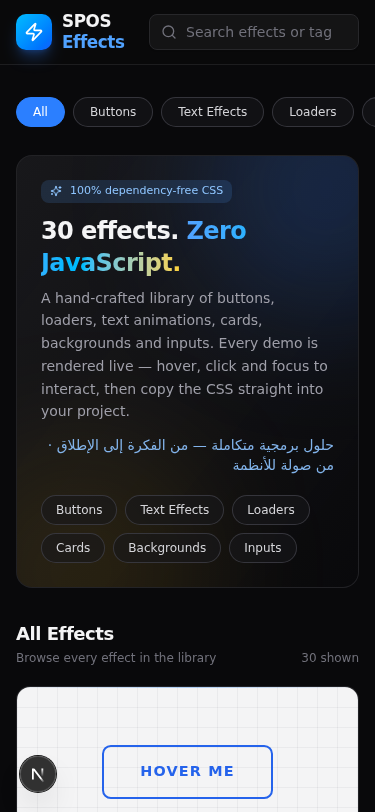 SPOS
Effects
Search effects or tag
All
Buttons
Text Effects
Loaders
100% dependency-free CSS
30 effects. Zero
JavaScript.
A hand-crafted library of buttons,
loaders, text animations, cards,
backgrounds and inputs. Every demo is
rendered live — hover, click and focus to
interact, then copy the CSS straight into
your project.
حلول برمجية متكاملة — من الفكرة إلى الإطلاق ·
من صولة للأنظمة
Buttons
Text Effects
Loaders
Cards
Backgrounds
Inputs
All Effects
Browse every effect in the library
30 shown
HOVER ME
N